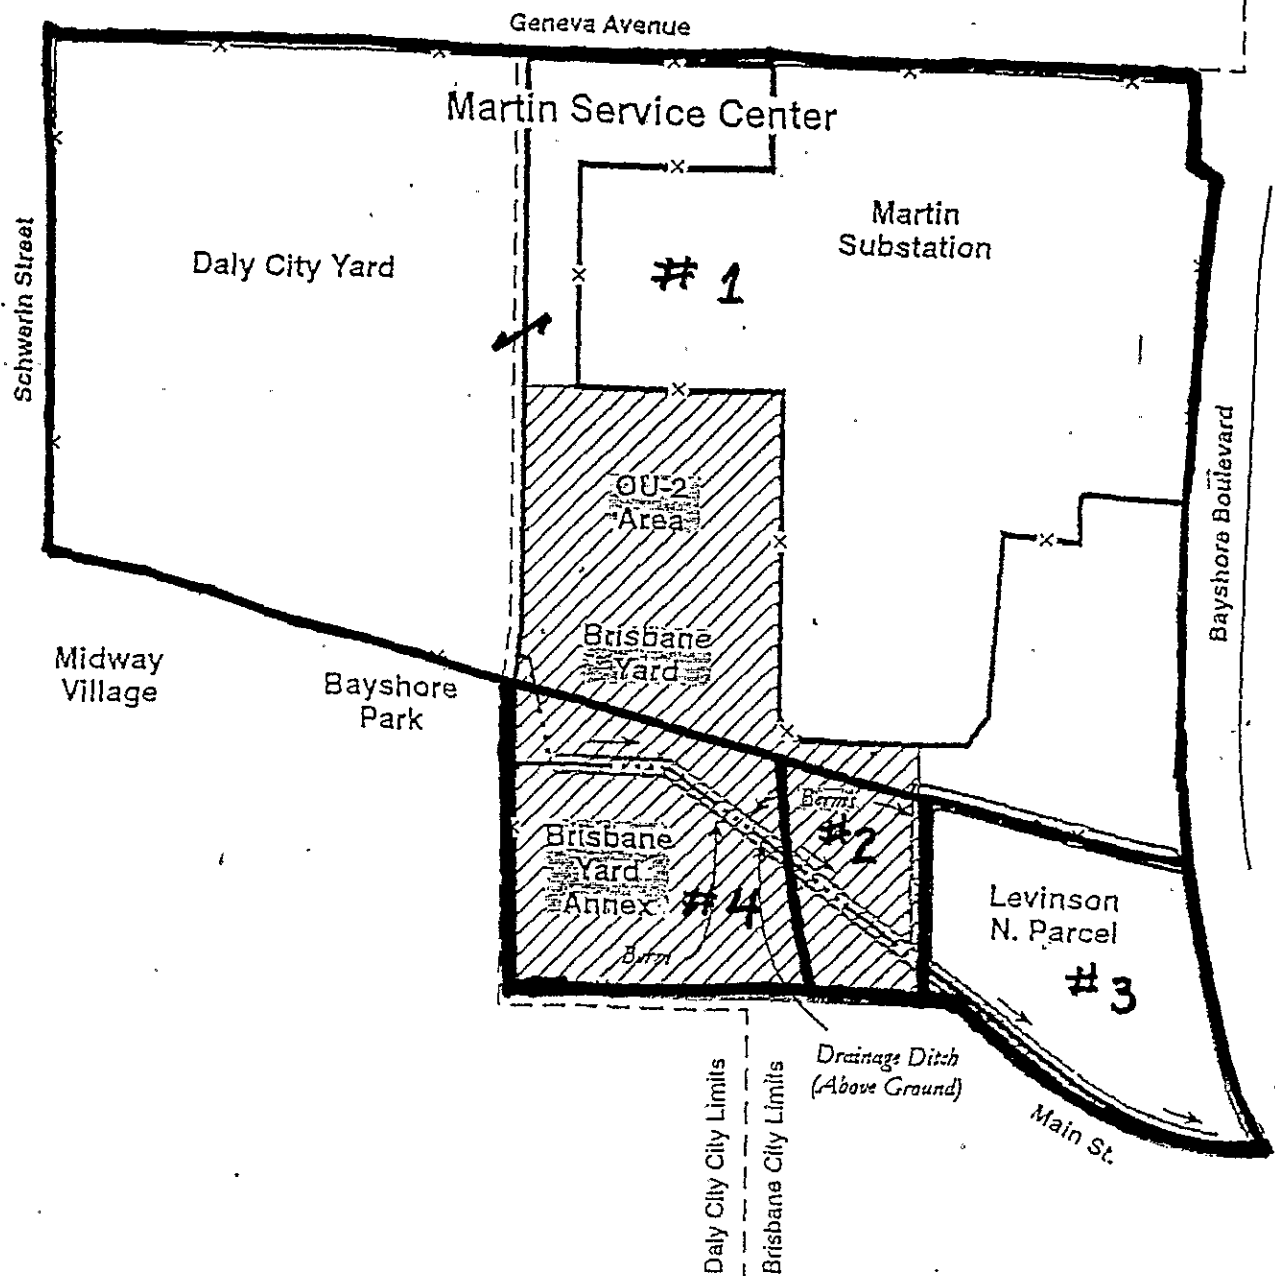 Geneva Avenue
Martin Service Center
Martin
Substation
Daly City Yard
# 1
Schwerin Street
OU-2
Area
Bayshore Boulevard
Brisbane
Yard
Midway
Village
Bayshore
Park
Berms
#2
Brisbane
Yard
Annex
#4
Berm
Levinson
N. Parcel
#3
Drainage Ditch
(Above Ground)
Main St.
Daly City City Limits
Brisbane City Limits